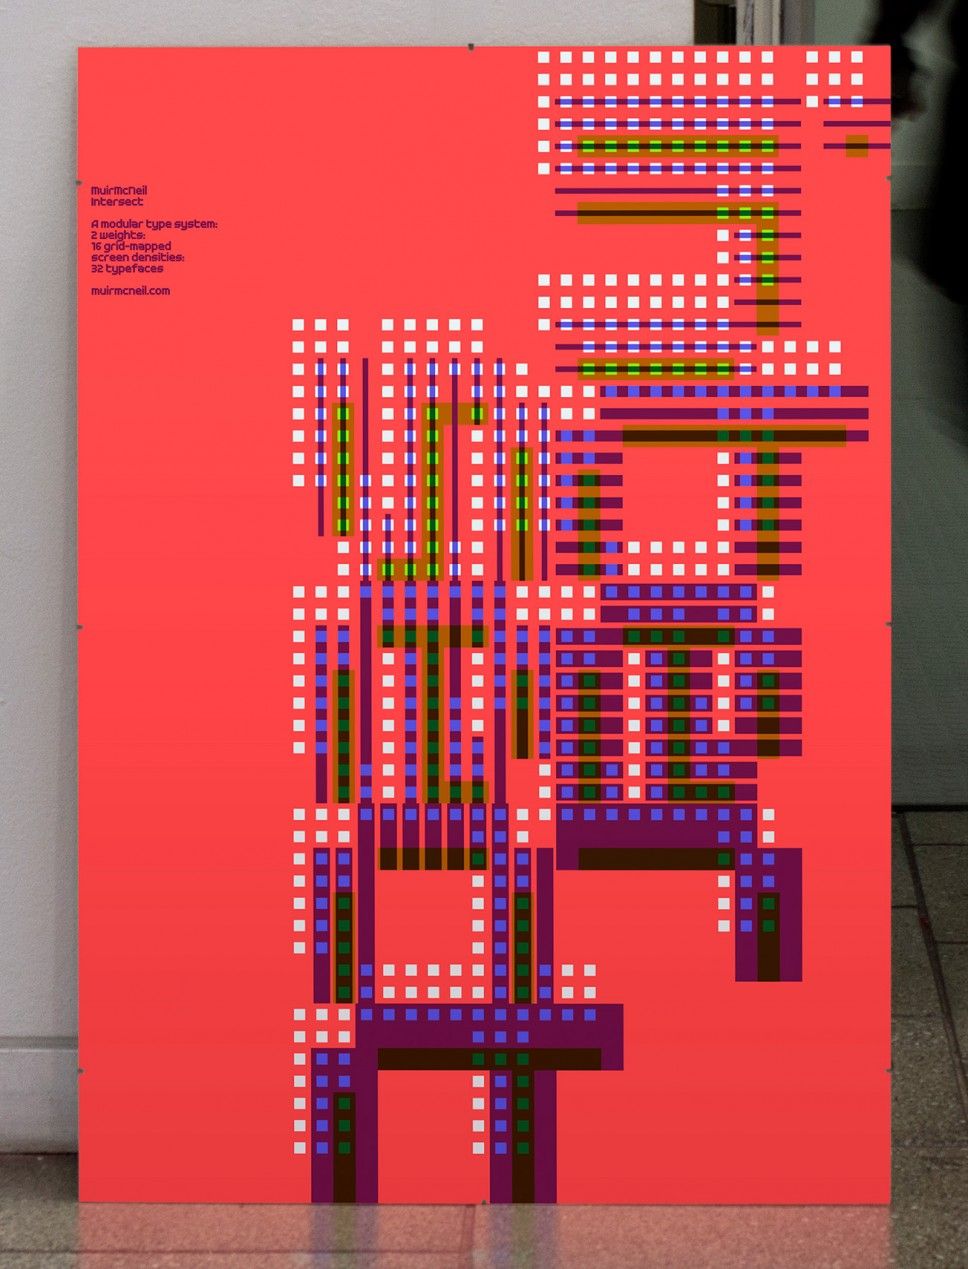 MuirMcNeil
Intersect
A modular type system:
2 weights:
16 grid-mapped
screen densities:
32 typefaces
muirmcneil.com